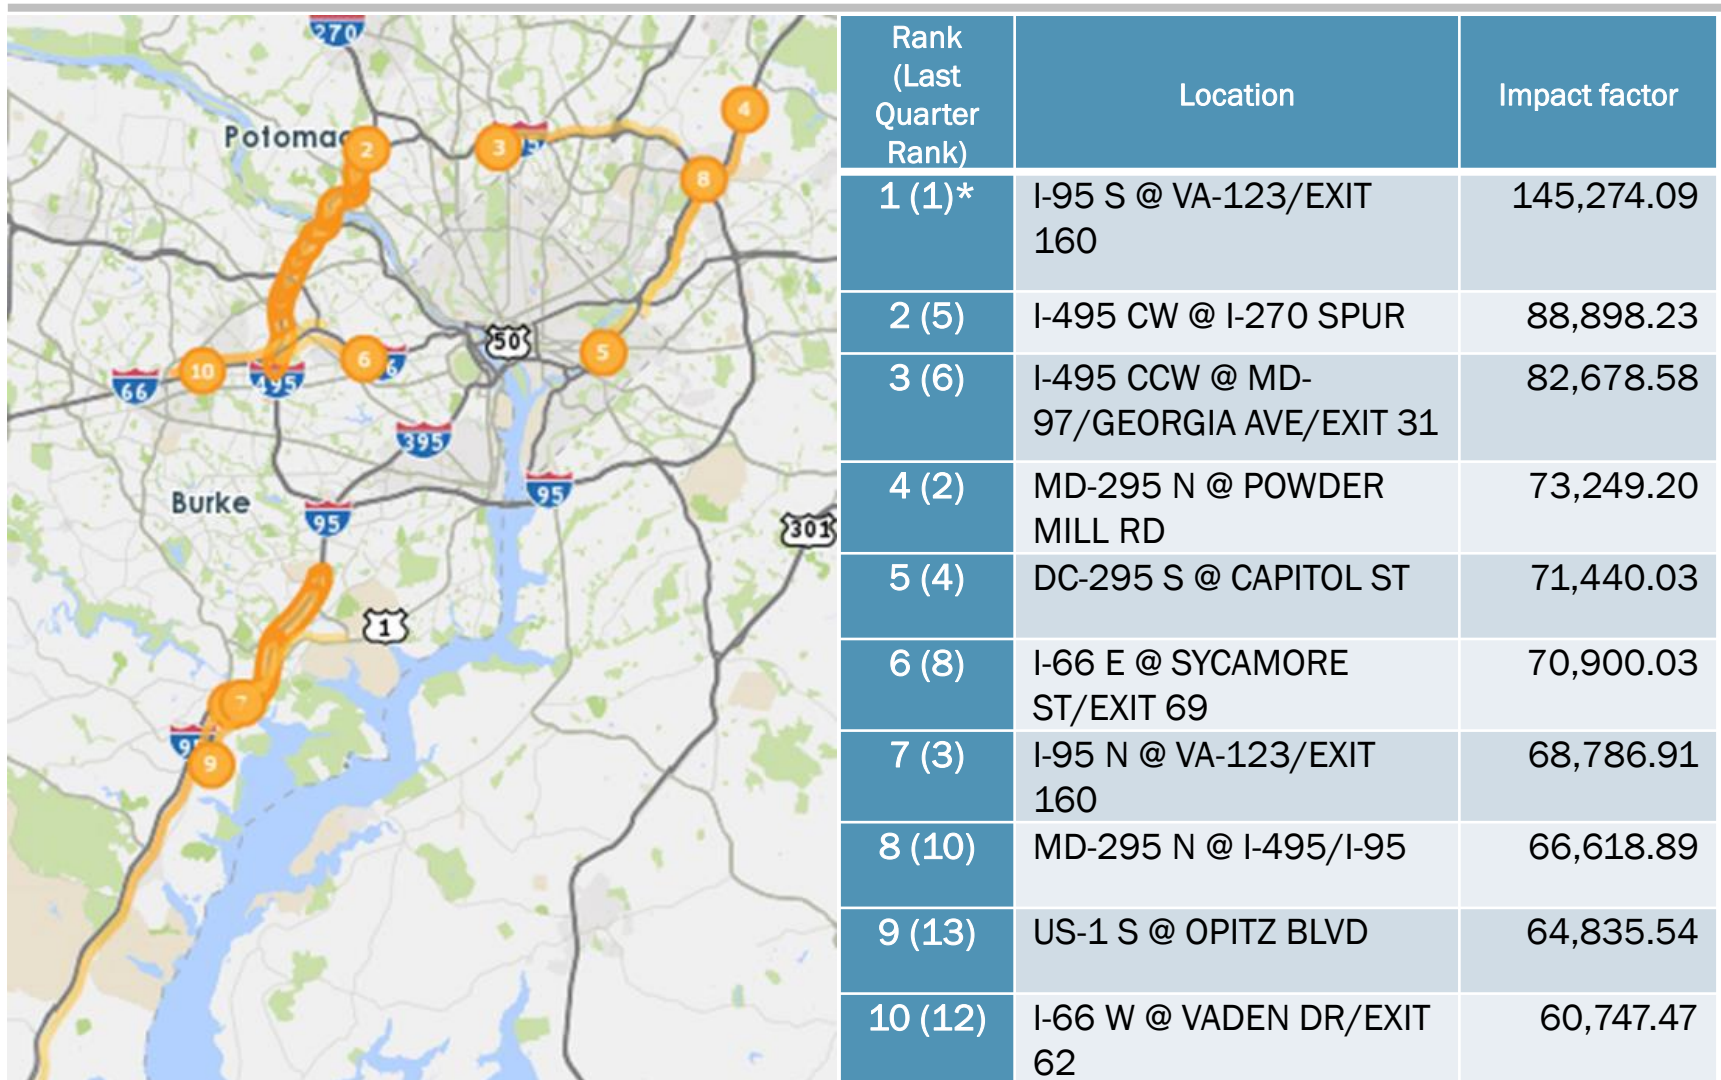 270
Potomac
2
3
4
8
10
6
50
5
66
495
395
Burke
95
95
301
1
7
9
Rank
(Last
Quarter
Rank)
Location
Impact factor
1 (1)*
I-95 S @ VA-123/EXIT
160
145,274.09
2 (5)
I-495 CW @ I-270 SPUR
88,898.23
3 (6)
I-495 CCW @ MD-
97/GEORGIA AVE/EXIT 31
82,678.58
4 (2)
MD-295 N @ POWDER
MILL RD
73,249.20
5 (4)
DC-295 S @ CAPITOL ST
71,440.03
6 (8)
I-66 E @ SYCAMORE
ST/EXIT 69
70,900.03
7 (3)
I-95 N @ VA-123/EXIT
160
68,786.91
8 (10)
MD-295 N @ I-495/I-95
66,618.89
9 (13)
US-1 S @ OPITZ BLVD
64,835.54
10 (12)
I-66 W @ VADEN DR/EXIT
62
60,747.47